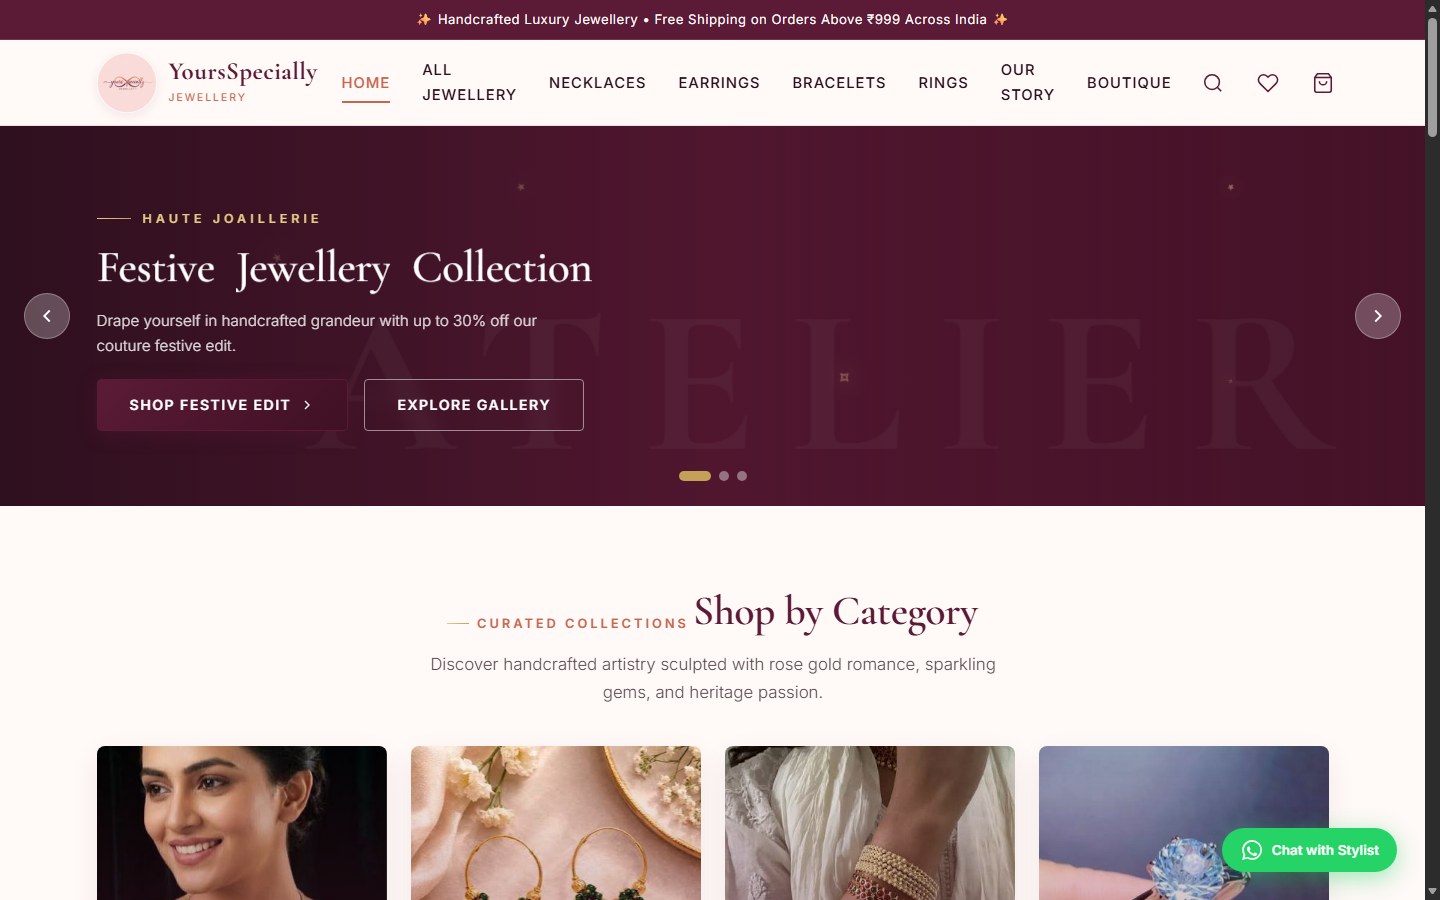 ✨ Handcrafted Luxury Jewellery • Free Shipping on Orders Above ₹999 Across India ✨
YoursSpecially
JEWELLERY
HOME
ALL
JEWELLERY
NECKLACES
EARRINGS
BRACELETS
RINGS
OUR
STORY
BOUTIQUE
HAUTE JOAILLERIE
Festive Jewellery Collection
Drape yourself in handcrafted grandeur with up to 30% off our
couture festive edit.
SHOP FESTIVE EDIT
EXPLORE GALLERY
ATELIER
CURATED COLLECTIONS Shop by Category
Discover handcrafted artistry sculpted with rose gold romance, sparkling
gems, and heritage passion.
Chat with Stylist